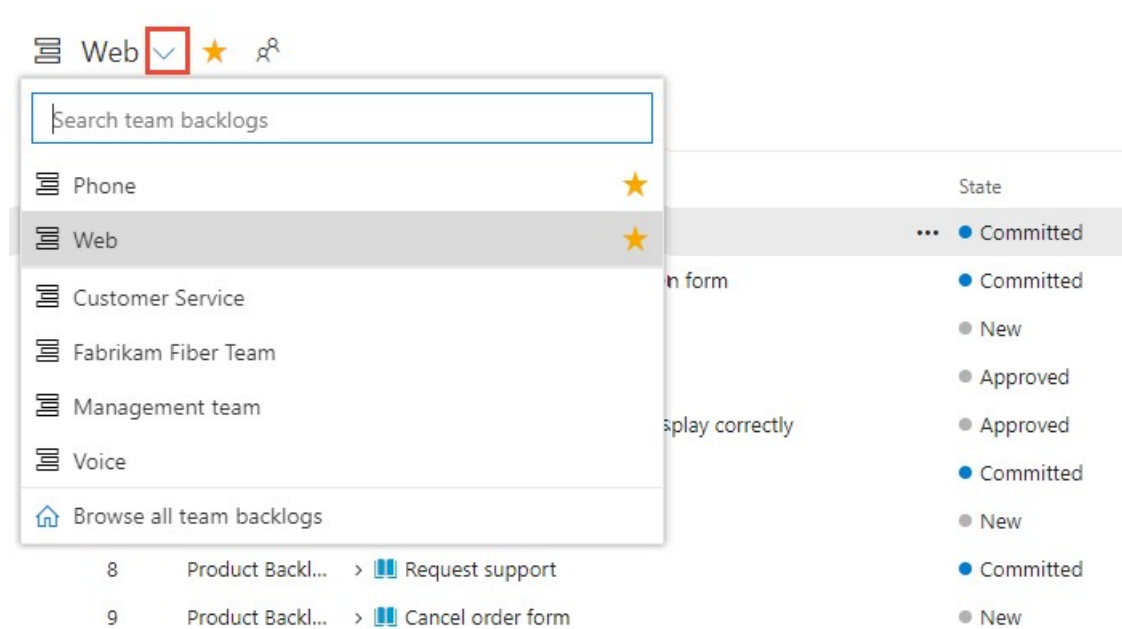 Web
Search team backlogs
Phone
State
Web
Committed
Customer Service
form
Committed
New
Fabrikam Fiber Team
Approved
Management team
correctly
Approved
Voice
Committed
Browse all team backlogs
New
8 Product Backl... > Request support Committed
9 Product Backl... > Cancel order form New